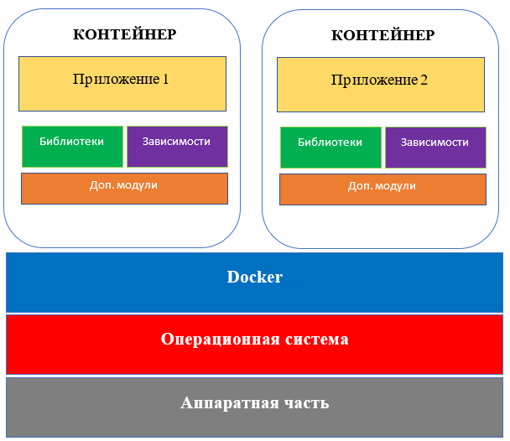 КОНТЕЙНЕР
Приложение 1
Библиотеки
Зависимости
Доп. модули
КОНТЕЙНЕР
Приложение 2
Библиотеки
Зависимости
Доп. модули
Docker
Операционная система
Аппаратная часть